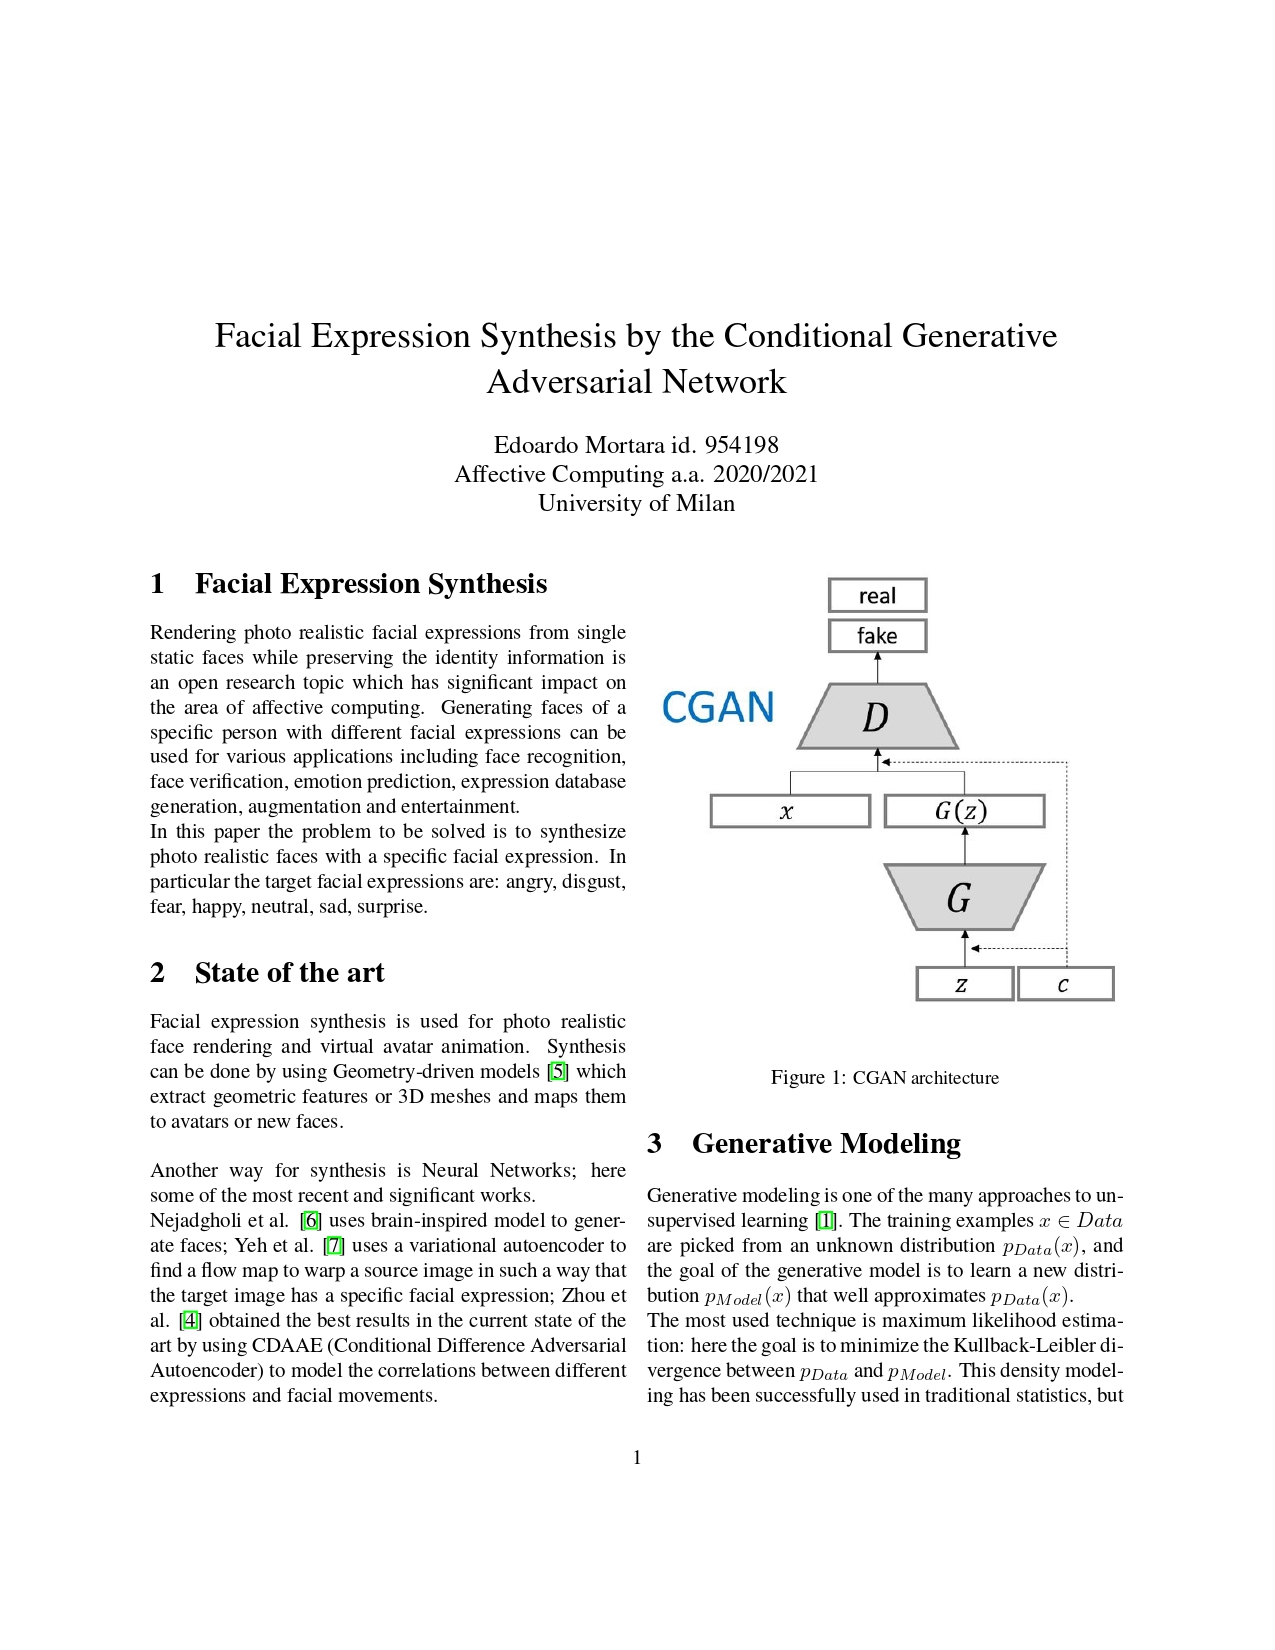 Facial Expression Synthesis by the Conditional Generative
Adversarial Network
Edoardo Mortara id. 954198
Affective Computing a.a. 2020/2021
University of Milan
1 Facial Expression Synthesis
Rendering photo realistic facial expressions from single
static faces while preserving the identity information is
an open research topic which has significant impact on
the area of affective computing. Generating faces of a
specific person with different facial expressions can be
used for various applications including face recognition,
face verification, emotion prediction, expression database
generation, augmentation and entertainment.
In this paper the problem to be solved is to synthesize
photo realistic faces with a specific facial expression. In
particular the target facial expressions are: angry, disgust,
fear, happy, neutral, sad, surprise.
2 State of the art
Facial expression synthesis is used for photo realistic
face rendering and virtual avatar animation. Synthesis
can be done by using Geometry-driven models [5] which
extract geometric features or 3D meshes and maps them
to avatars or new faces.
Another way for synthesis is Neural Networks; here
some of the most recent and significant works.
Nejadgholi et al. [6] uses brain-inspired model to gener-
ate faces; Yeh et al. [7] uses a variational autoencoder to
find a flow map to warp a source image in such a way that
the target image has a specific facial expression; Zhou et
al. [4] obtained the best results in the current state of the
art by using CDAAE (Conditional Difference Adversarial
Autoencoder) to model the correlations between different
expressions and facial movements.
real
fake
CGAN
D
x
G(z)
G
z
c
Figure 1: CGAN architecture
3 Generative Modeling
Generative modeling is one of the many approaches to un-
supervised learning [1]. The training examples x ∈ Data
are picked from an unknown distribution p_Data(x), and
the goal of the generative model is to learn a new distri-
bution p_Model(x) that well approximates p_Data(x).
The most used technique is maximum likelihood estima-
tion: here the goal is to minimize the Kullback-Leibler di-
vergence between p_Data and p_Model. This density model-
ing has been successfully used in traditional statistics, but
1